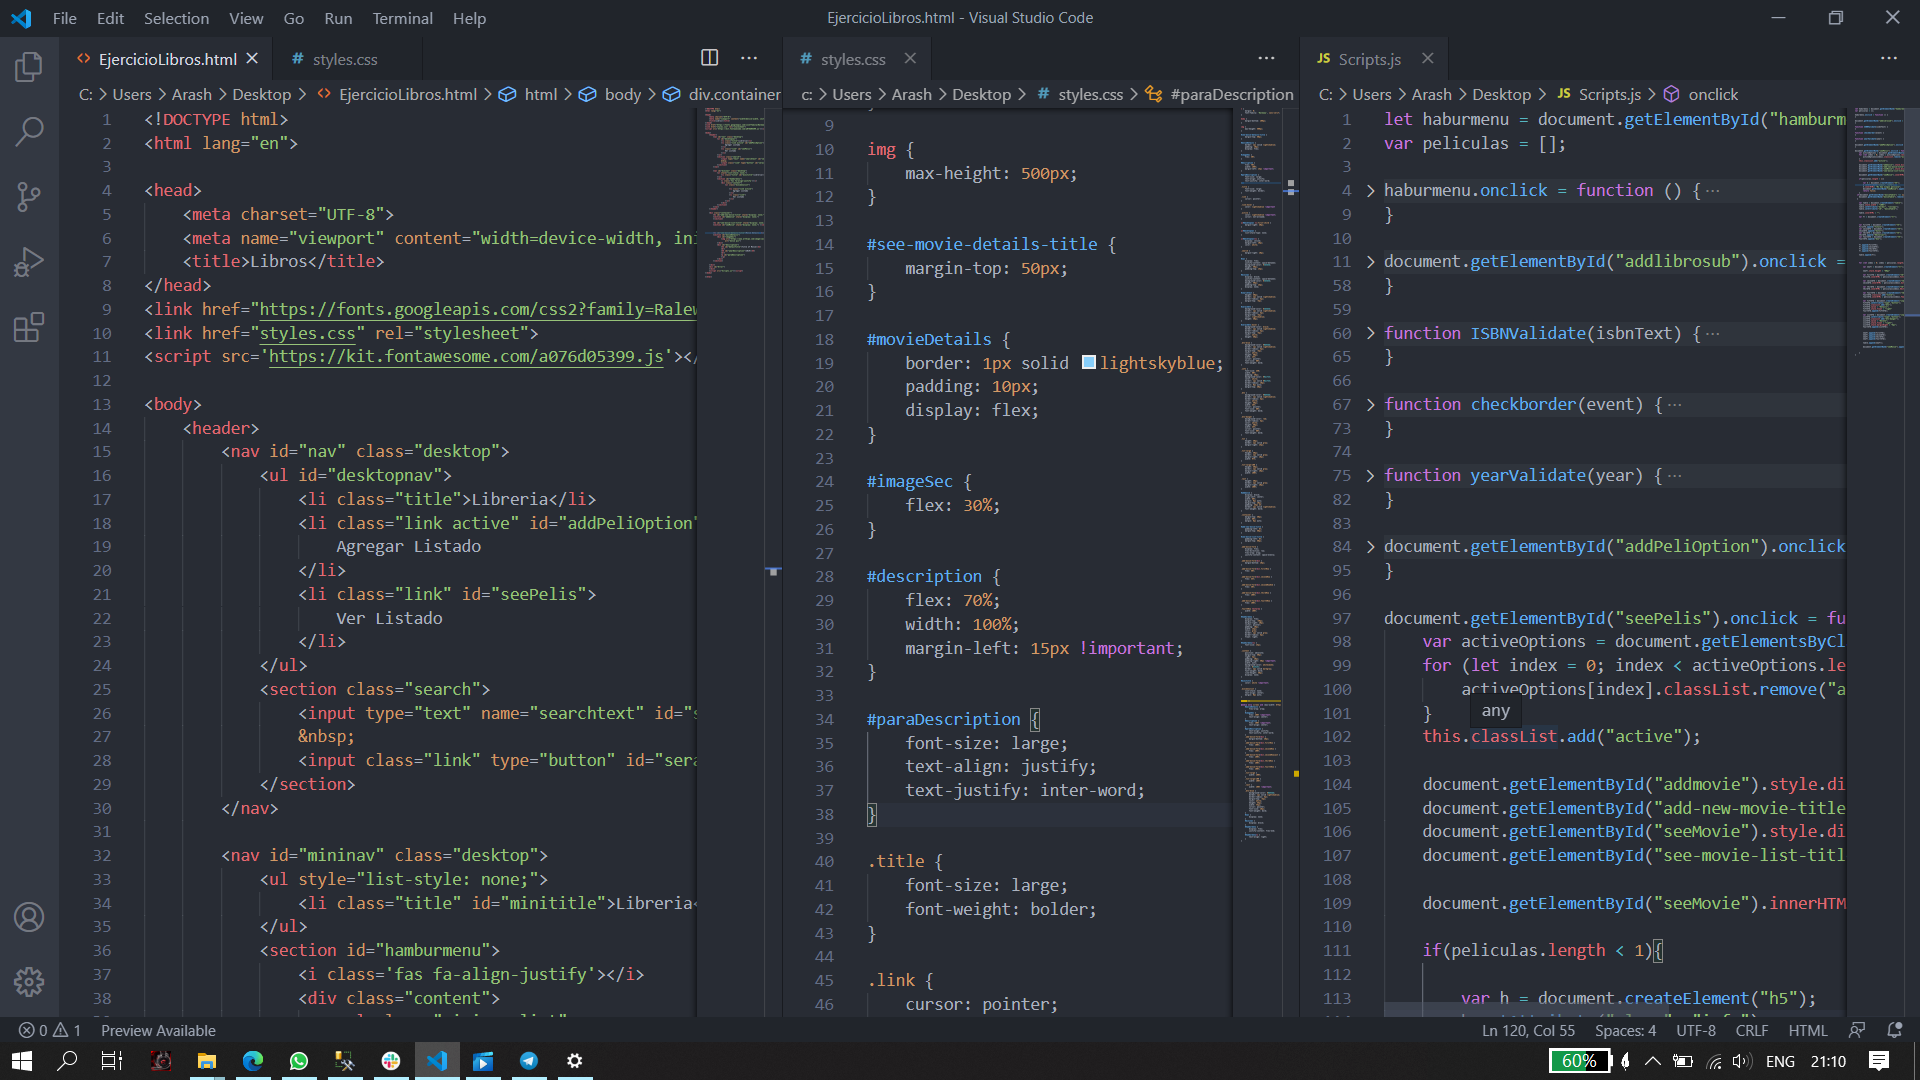 File Edit Selection View Go Run Terminal Help
EjercicioLibros.html - Visual Studio Code
EjercicioLibros.html
styles.css
C: > Users > Arash > Desktop > EjercicioLibros.html > html > body > div.container
1 <!DOCTYPE html>
2 <html lang="en">
3
4 <head>
5 <meta charset="UTF-8">
6 <meta name="viewport" content="width=device-width, ini
7 <title>Libros</title>
8 </head>
9 <link href="https://fonts.googleapis.com/css2?family=Ralew
10 <link href="styles.css" rel="stylesheet">
11 <script src='https://kit.fontawesome.com/a076d05399.js'></
12
13 <body>
14 <header>
15 <nav id="nav" class="desktop">
16 <ul id="desktopnav">
17 <li class="title">Libreria</li>
18 <li class="link active" id="addPeliOption"
19 Agregar Listado
20 </li>
21 <li class="link" id="seePelis">
22 Ver Listado
23 </li>
24 </ul>
25 <section class="search">
26 <input type="text" name="searchtext" id="s
27 &nbsp;
28 <input class="link" type="button" id="sera
29 </section>
30 </nav>
31
32 <nav id="mininav" class="desktop">
33 <ul style="list-style: none;">
34 <li class="title" id="minititle">Libreria<
35 </ul>
36 <section id="hamburmenu">
37 <i class='fas fa-align-justify'></i>
38 <div class="content">
styles.css
c: > Users > Arash > Desktop > styles.css > #paraDescription
9
10 img {
11 max-height: 500px;
12 }
13
14 #see-movie-details-title {
15 margin-top: 50px;
16 }
17
18 #movieDetails {
19 border: 1px solid lightskyblue;
20 padding: 10px;
21 display: flex;
22 }
23
24 #imageSec {
25 flex: 30%;
26 }
27
28 #description {
29 flex: 70%;
30 width: 100%;
31 margin-left: 15px !important;
32 }
33
34 #paraDescription {
35 font-size: large;
36 text-align: justify;
37 text-justify: inter-word;
38 }
39
40 .title {
41 font-size: large;
42 font-weight: bolder;
43 }
44
45 .link {
46 cursor: pointer;
JS Scripts.js
C: > Users > Arash > Desktop > JS Scripts.js > onclick
1 let haburmenu = document.getElementById("hamburm
2 var peliculas = [];
3
4 haburmenu.onclick = function () {···
9 }
10
11 document.getElementById("addlibrosub").onclick =
58 }
59
60 function ISBNValidate(isbnText) {···
65 }
66
67 function checkborder(event) {···
73 }
74
75 function yearValidate(year) {···
82 }
83
84 document.getElementById("addPeliOption").onclick
95 }
96
97 document.getElementById("seePelis").onclick = fu
98 var activeOptions = document.getElementsByCl
99 for (let index = 0; index < activeOptions.le
100 activeOptions[index].classList.remove("a
101 }
any
102 this.classList.add("active");
103
104 document.getElementById("addmovie").style.di
105 document.getElementById("add-new-movie-title
106 document.getElementById("seeMovie").style.di
107 document.getElementById("see-movie-list-titl
108
109 document.getElementById("seeMovie").innerHTM
110
111 if(peliculas.length < 1){
112
113 var h = document.createElement("h5");
0 1 Preview Available
Ln 120, Col 55 Spaces: 4 UTF-8 CRLF HTML
60% ENG 21:10